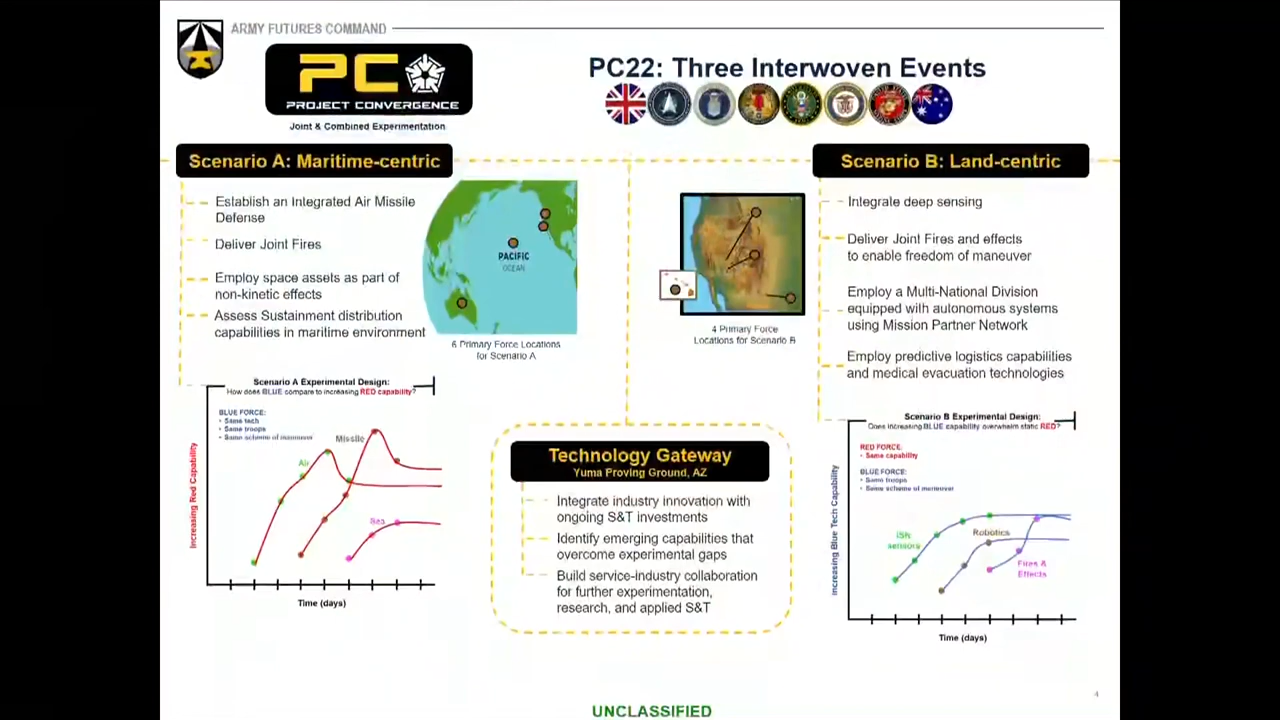 ARMY FUTURES COMMAND
PC
PROJECT CONVERGENCE
Joint & Combined Experimentation
PC22: Three Interwoven Events
Scenario A: Maritime-centric
Establish an Integrated Air Missile
Defense
Deliver Joint Fires
Employ space assets as part of
non-kinetic effects
Assess Sustainment distribution
capabilities in maritime environment
PACIFIC
OCEAN
6 Primary Force Locations
for Scenario A
Scenario A Experimental Design:
How does BLUE compare to increasing RED capability?
BLUE FORCE:
• Same tech
• Same troops
• Same scheme of maneuver
Missile
Air
Sea
Increasing Red Capability
Time (days)
Technology Gateway
Yuma Proving Ground, AZ
Integrate industry innovation with
ongoing S&T investments
Identify emerging capabilities that
overcome experimental gaps
Build service-industry collaboration
for further experimentation,
research, and applied S&T
Scenario B: Land-centric
4 Primary Force
Locations for Scenario B
Integrate deep sensing
Deliver Joint Fires and effects
to enable freedom of maneuver
Employ a Multi-National Division
equipped with autonomous systems
using Mission Partner Network
Employ predictive logistics capabilities
and medical evacuation technologies
Scenario B Experimental Design:
Does increasing BLUE capability overwhelm static RED?
RED FORCE:
• Same capability
BLUE FORCE:
• Same troops
• Same scheme of maneuver
ISR
sensors
Robotics
Fires &
Effects
Increasing Blue Tech Capability
Time (days)
4
UNCLASSIFIED